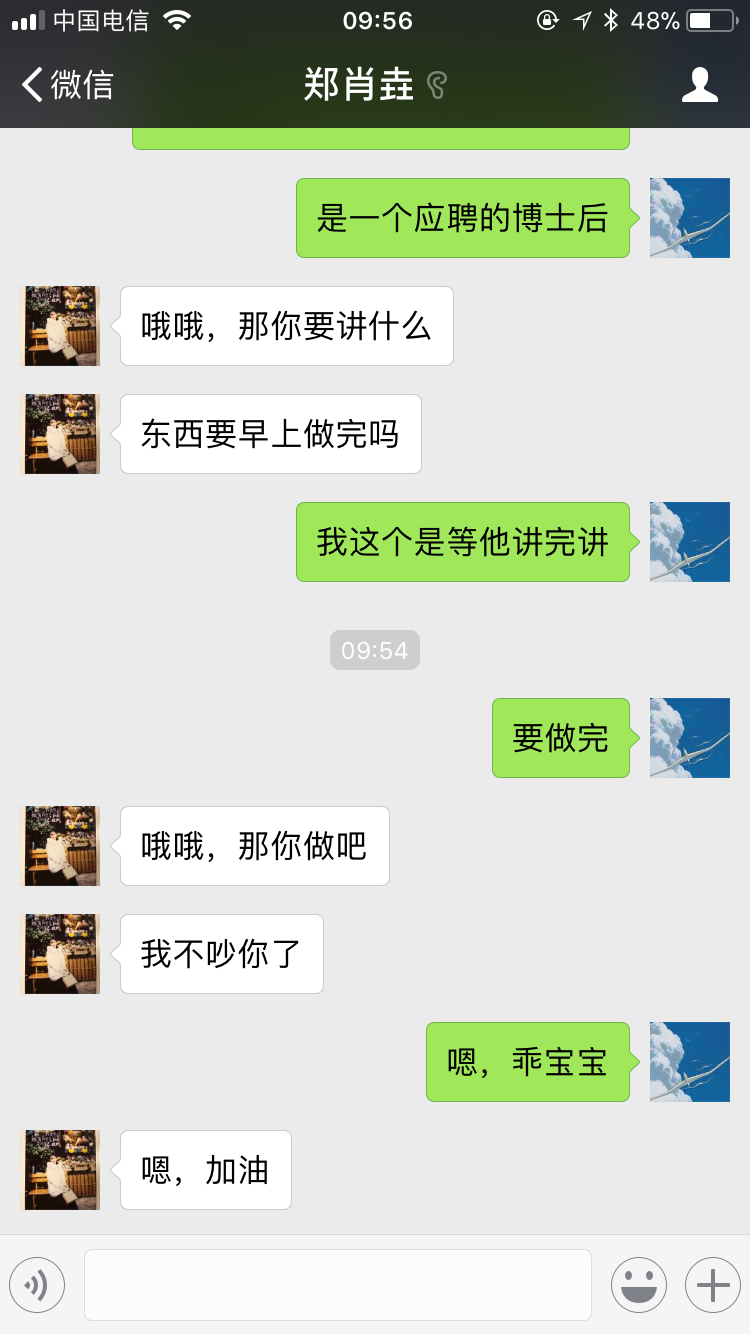 中国电信 09:56 48%
微信 郑肖垚
是一个应聘的博士后
哦哦，那你要讲什么
东西要早上做完吗
我这个是等他讲完讲
09:54
要做完
哦哦，那你做吧
我不吵你了
嗯，乖宝宝
嗯，加油